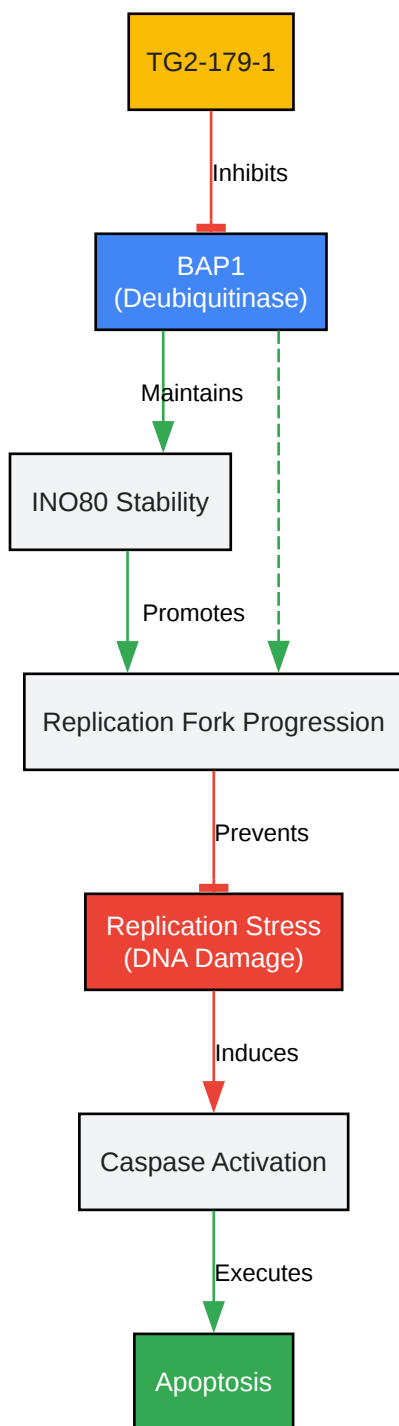 TG2-179-1
Inhibits
BAP1
(Deubiquitinase)
Maintains
INO80 Stability
Promotes
Replication Fork Progression
Prevents
Replication Stress
(DNA Damage)
Induces
Caspase Activation
Executes
Apoptosis